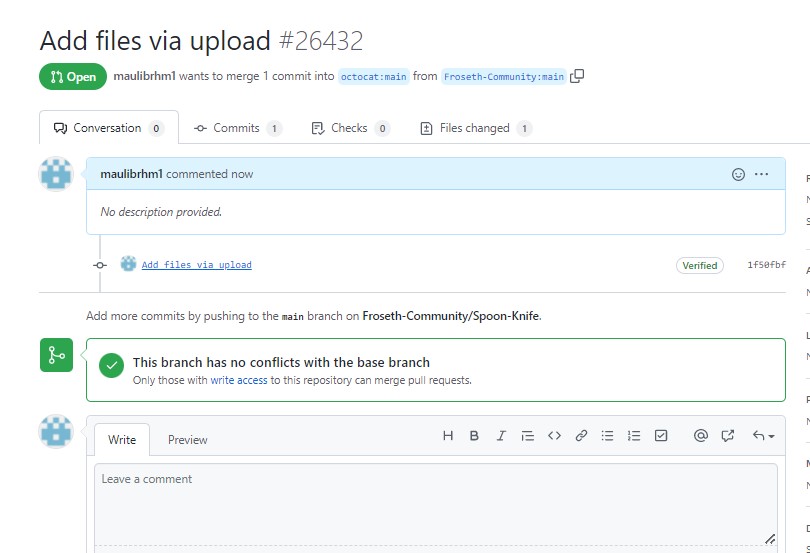 Add files via upload #26432
Open maulibrhm1 wants to merge 1 commit into octocat:main from Froseth-Community:main
Conversation 0 Commits 1 Checks 0 Files changed 1
maulibrhm1 commented now
No description provided.
Add files via upload Verified 1f50fbf
Add more commits by pushing to the main branch on Froseth-Community/Spoon-Knife.
This branch has no conflicts with the base branch
Only those with write access to this repository can merge pull requests.
Write Preview
Leave a comment